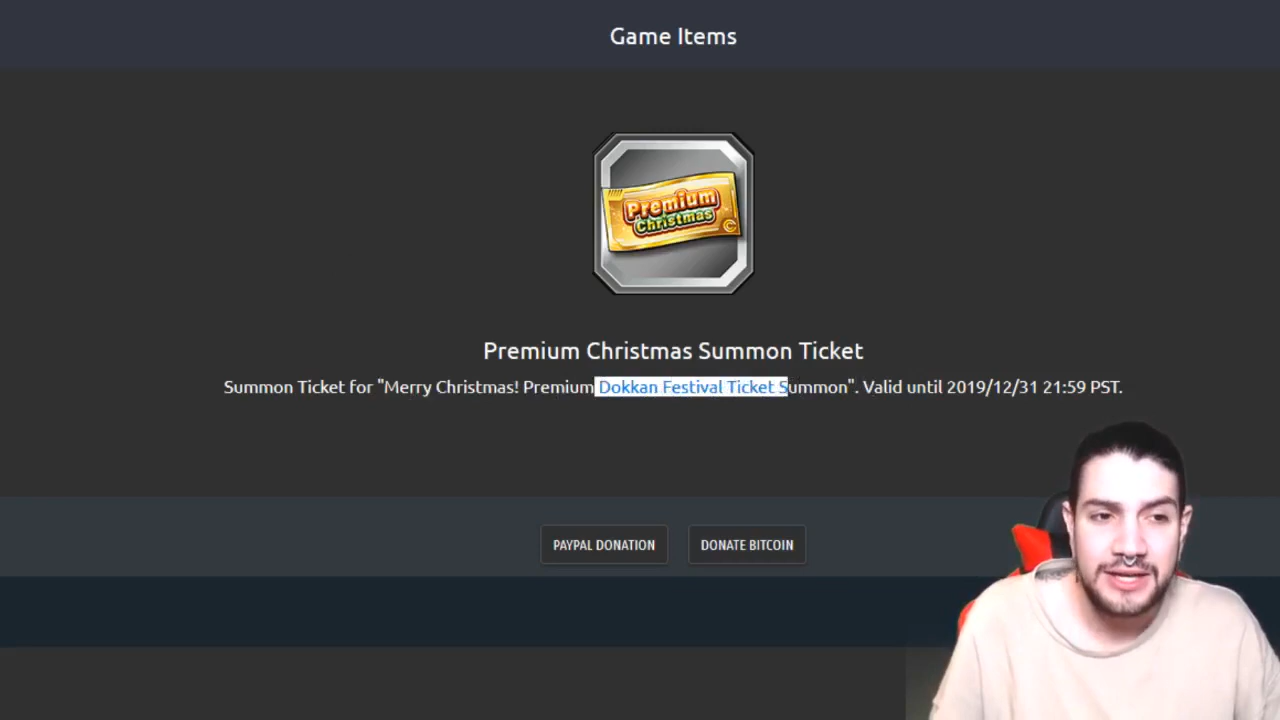 Game Items
Premium
Christmas
C
Premium Christmas Summon Ticket
Summon Ticket for "Merry Christmas! Premium Dokkan Festival Ticket Summon". Valid until 2019/12/31 21:59 PST.
PAYPAL DONATION
DONATE BITCOIN